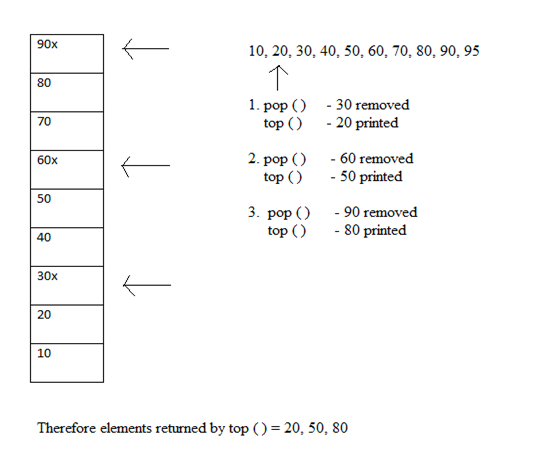 90x
80
70
60x
50
40
30x
20
10
10, 20, 30, 40, 50, 60, 70, 80, 90, 95
1. pop ( ) - 30 removed
top ( ) - 20 printed
2. pop ( ) - 60 removed
top ( ) - 50 printed
3. pop ( ) - 90 removed
top ( ) - 80 printed
Therefore elements returned by top ( ) = 20, 50, 80